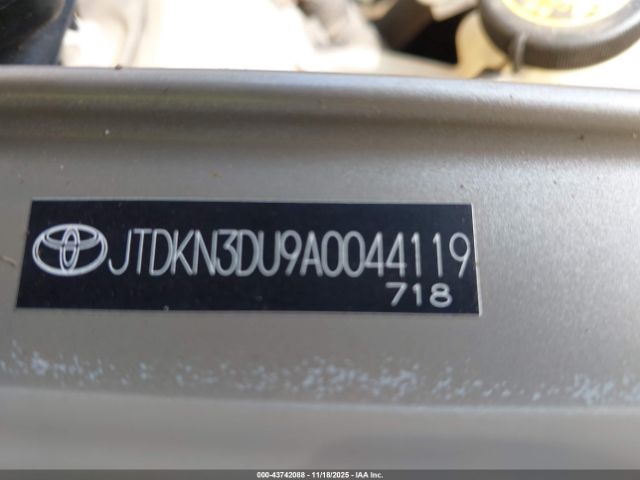 JTDKN3DU9A0044119
718
000-43742088 - 11/18/2025 - IAA Inc.